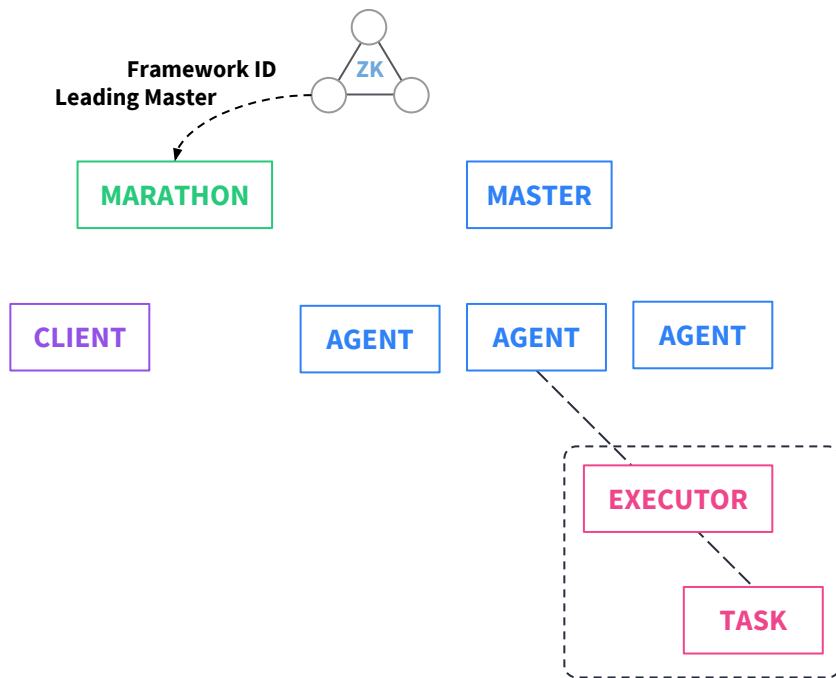 ZK
Framework ID
Leading Master
MARATHON
MASTER
CLIENT
AGENT
AGENT
AGENT
EXECUTOR
TASK